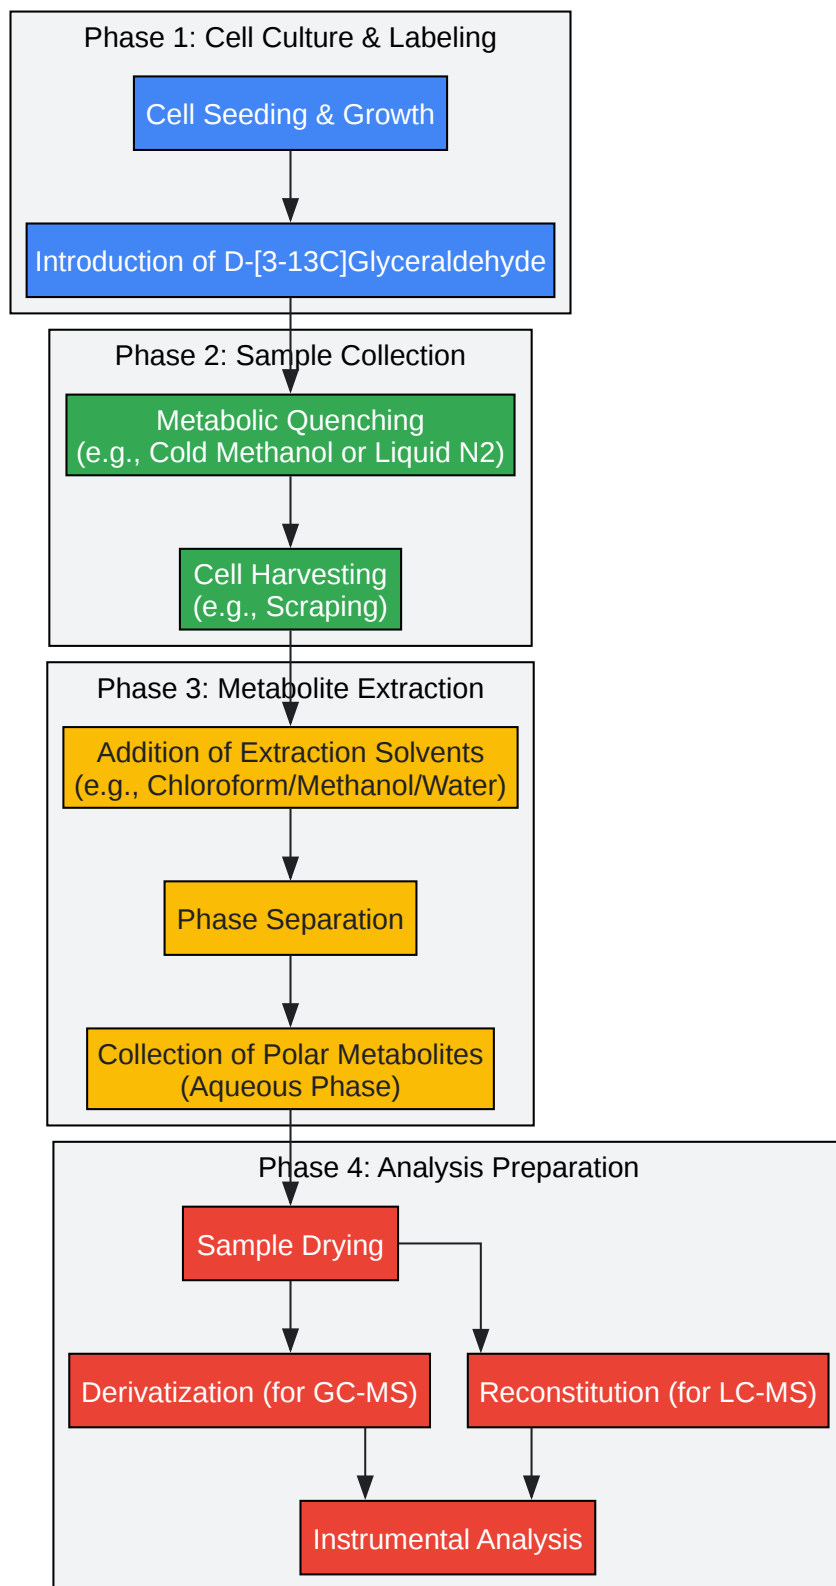 Phase 1: Cell Culture & Labeling
Cell Seeding & Growth
Introduction of D-[3-13C]Glyceraldehyde
Phase 2: Sample Collection
Metabolic Quenching
(e.g., Cold Methanol or Liquid N2)
Cell Harvesting
(e.g., Scraping)
Phase 3: Metabolite Extraction
Addition of Extraction Solvents
(e.g., Chloroform/Methanol/Water)
Phase Separation
Collection of Polar Metabolites
(Aqueous Phase)
Phase 4: Analysis Preparation
Sample Drying
Derivatization (for GC-MS)
Reconstitution (for LC-MS)
Instrumental Analysis